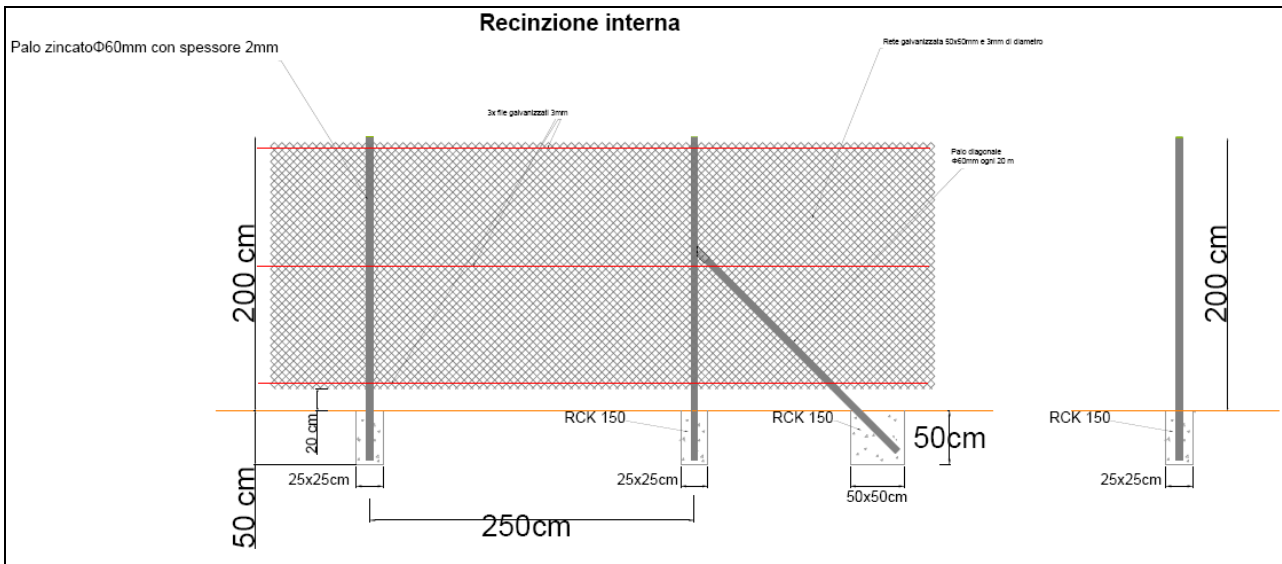 Recinzione interna
Palo zincatoΦ60mm con spessore 2mm
Rete galvanizzata 50x50mm e 3mm di diametro
3x file galvanizzati 3mm
Palo diagonale
Φ60mm ogni 20 m
200 cm
200 cm
20 cm
RCK 150
RCK 150
50cm
RCK 150
25x25cm
25x25cm
50x50cm
25x25cm
50 cm
250cm